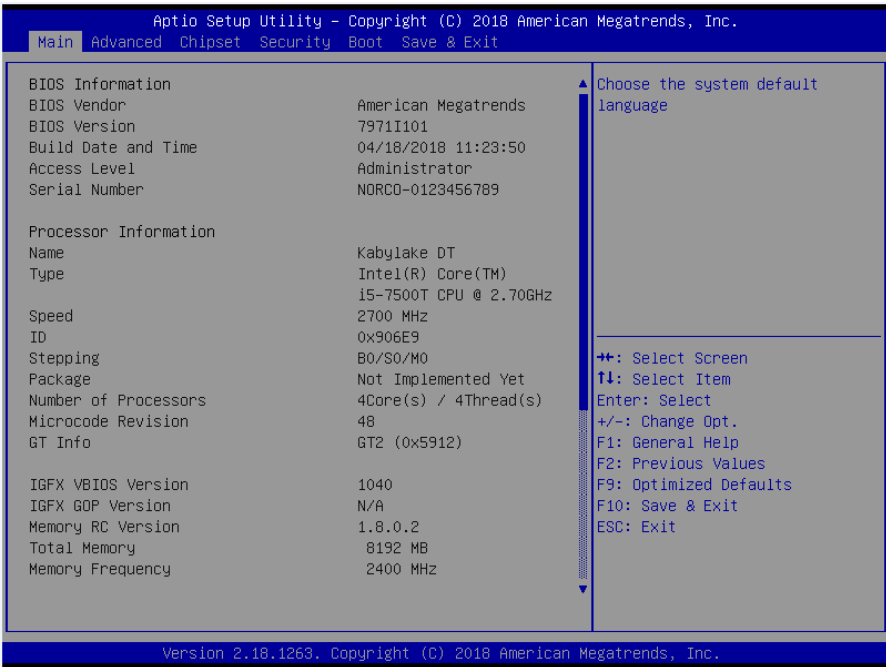 Aptio Setup Utility – Copyright (C) 2018 American Megatrends, Inc.
Main Advanced Chipset Security Boot Save & Exit
BIOS Information
BIOS Vendor American Megatrends
BIOS Version 7971I101
Build Date and Time 04/18/2018 11:23:50
Access Level Administrator
Serial Number NORCO-0123456789
Processor Information
Name Kabylake DT
Type Intel(R) Core(TM)
i5-7500T CPU @ 2.70GHz
Speed 2700 MHz
ID 0x906E9
Stepping B0/S0/M0
Package Not Implemented Yet
Number of Processors 4Core(s) / 4Thread(s)
Microcode Revision 48
GT Info GT2 (0x5912)
IGFX VBIOS Version 1040
IGFX GOP Version N/A
Memory RC Version 1.8.0.2
Total Memory 8192 MB
Memory Frequency 2400 MHz
Choose the system default
language
→←: Select Screen
↑↓: Select Item
Enter: Select
+/-: Change Opt.
F1: General Help
F2: Previous Values
F9: Optimized Defaults
F10: Save & Exit
ESC: Exit
Version 2.18.1263. Copyright (C) 2018 American Megatrends, Inc.